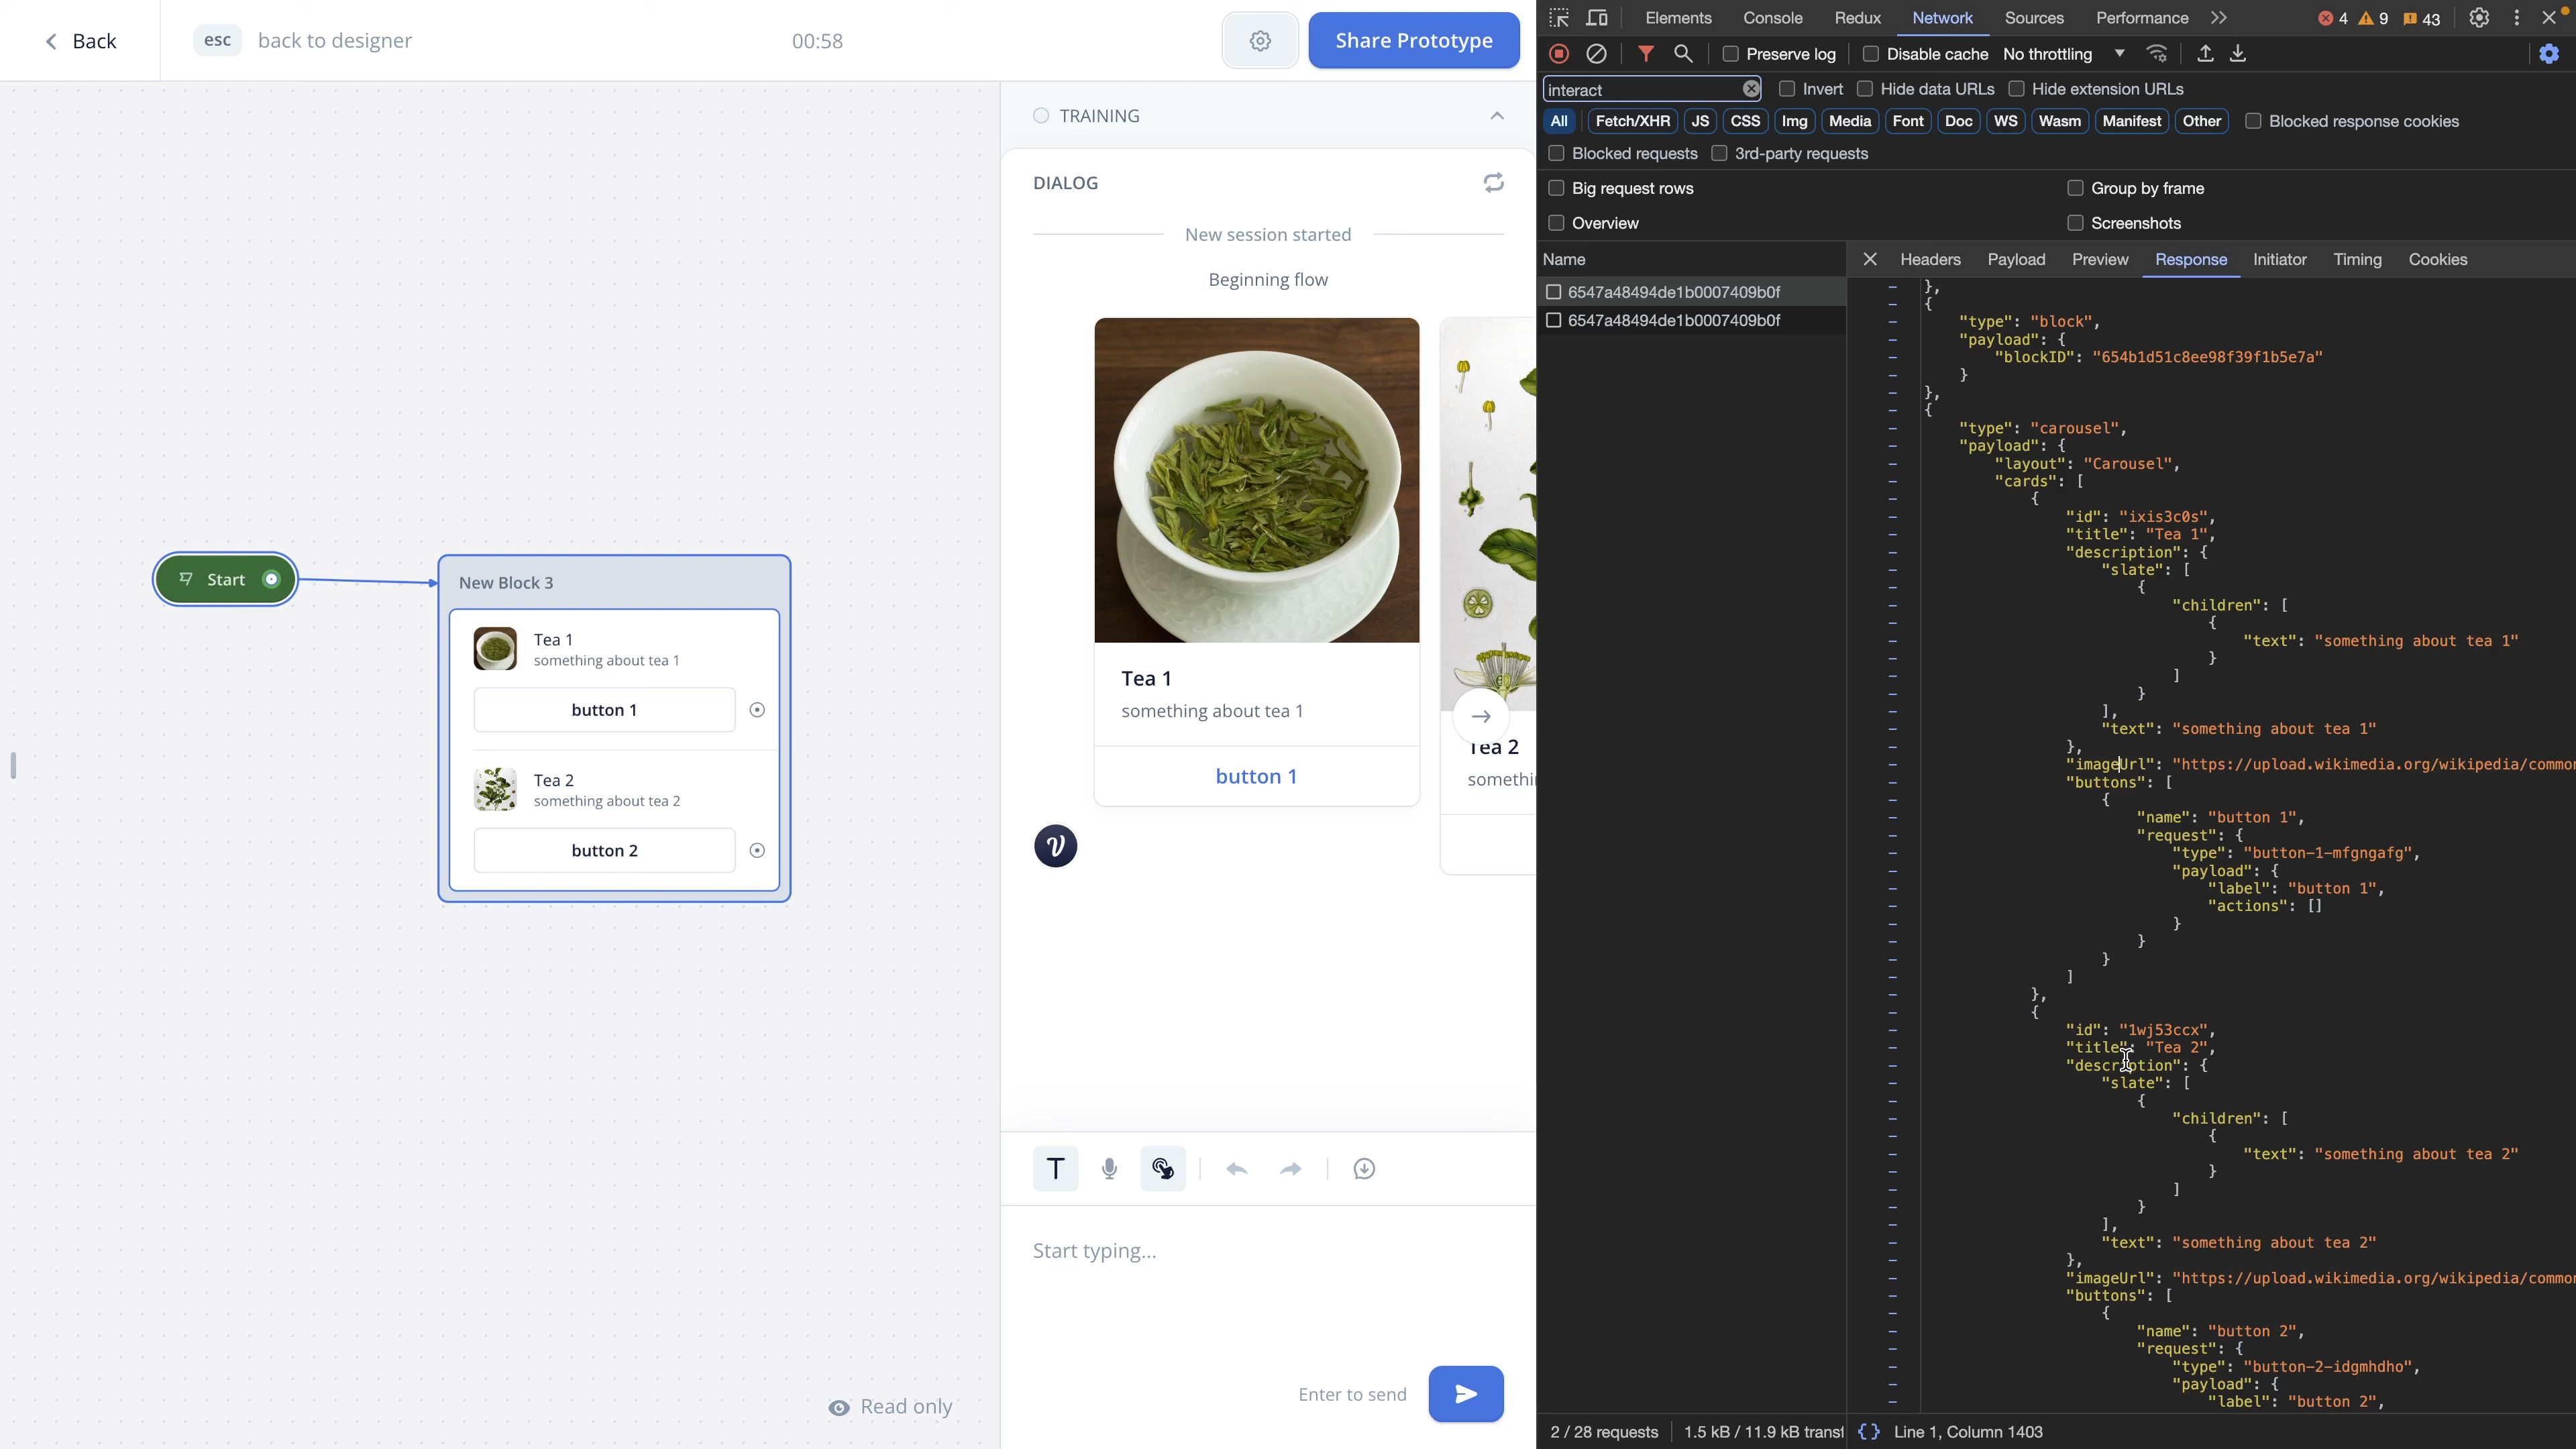 Back
esc back to designer
00:58
Share Prototype
Start
New Block 3
Tea 1
something about tea 1
button 1
Tea 2
something about tea 2
button 2
Read only
TRAINING
DIALOG
New session started
Beginning flow
Tea 1
something about tea 1
button 1
Tea 2
somethi
T
Start typing...
Enter to send
Elements Console Redux Network Sources Performance 4 9 43
Preserve log Disable cache No throttling
interact Invert Hide data URLs Hide extension URLs
All Fetch/XHR JS CSS Img Media Font Doc WS Wasm Manifest Other Blocked response cookies
Blocked requests 3rd-party requests
Big request rows Group by frame
Overview Screenshots
Name
6547a48494de1b0007409b0f
6547a48494de1b0007409b0f
Headers Payload Preview Response Initiator Timing Cookies
},
{
"type": "block",
"payload": {
"blockID": "654b1d51c8ee98f39f1b5e7a"
}
},
{
"type": "carousel",
"payload": {
"layout": "Carousel",
"cards": [
{
"id": "ixis3c0s",
"title": "Tea 1",
"description": {
"slate": [
{
"children": [
{
"text": "something about tea 1"
}
]
}
],
"text": "something about tea 1"
},
"imageUrl": "https://upload.wikimedia.org/wikipedia/common
"buttons": [
{
"name": "button 1",
"request": {
"type": "button-1-mfgngafg",
"payload": {
"label": "button 1",
"actions": []
}
}
}
]
},
{
"id": "1wj53ccx",
"title": "Tea 2",
"description": {
"slate": [
{
"children": [
{
"text": "something about tea 2"
}
]
}
],
"text": "something about tea 2"
},
"imageUrl": "https://upload.wikimedia.org/wikipedia/common
"buttons": [
{
"name": "button 2",
"request": {
"type": "button-2-idgmhdho",
"payload": {
"label": "button 2",
2 / 28 requests 1.5 kB / 11.9 kB transf {} Line 1, Column 1403